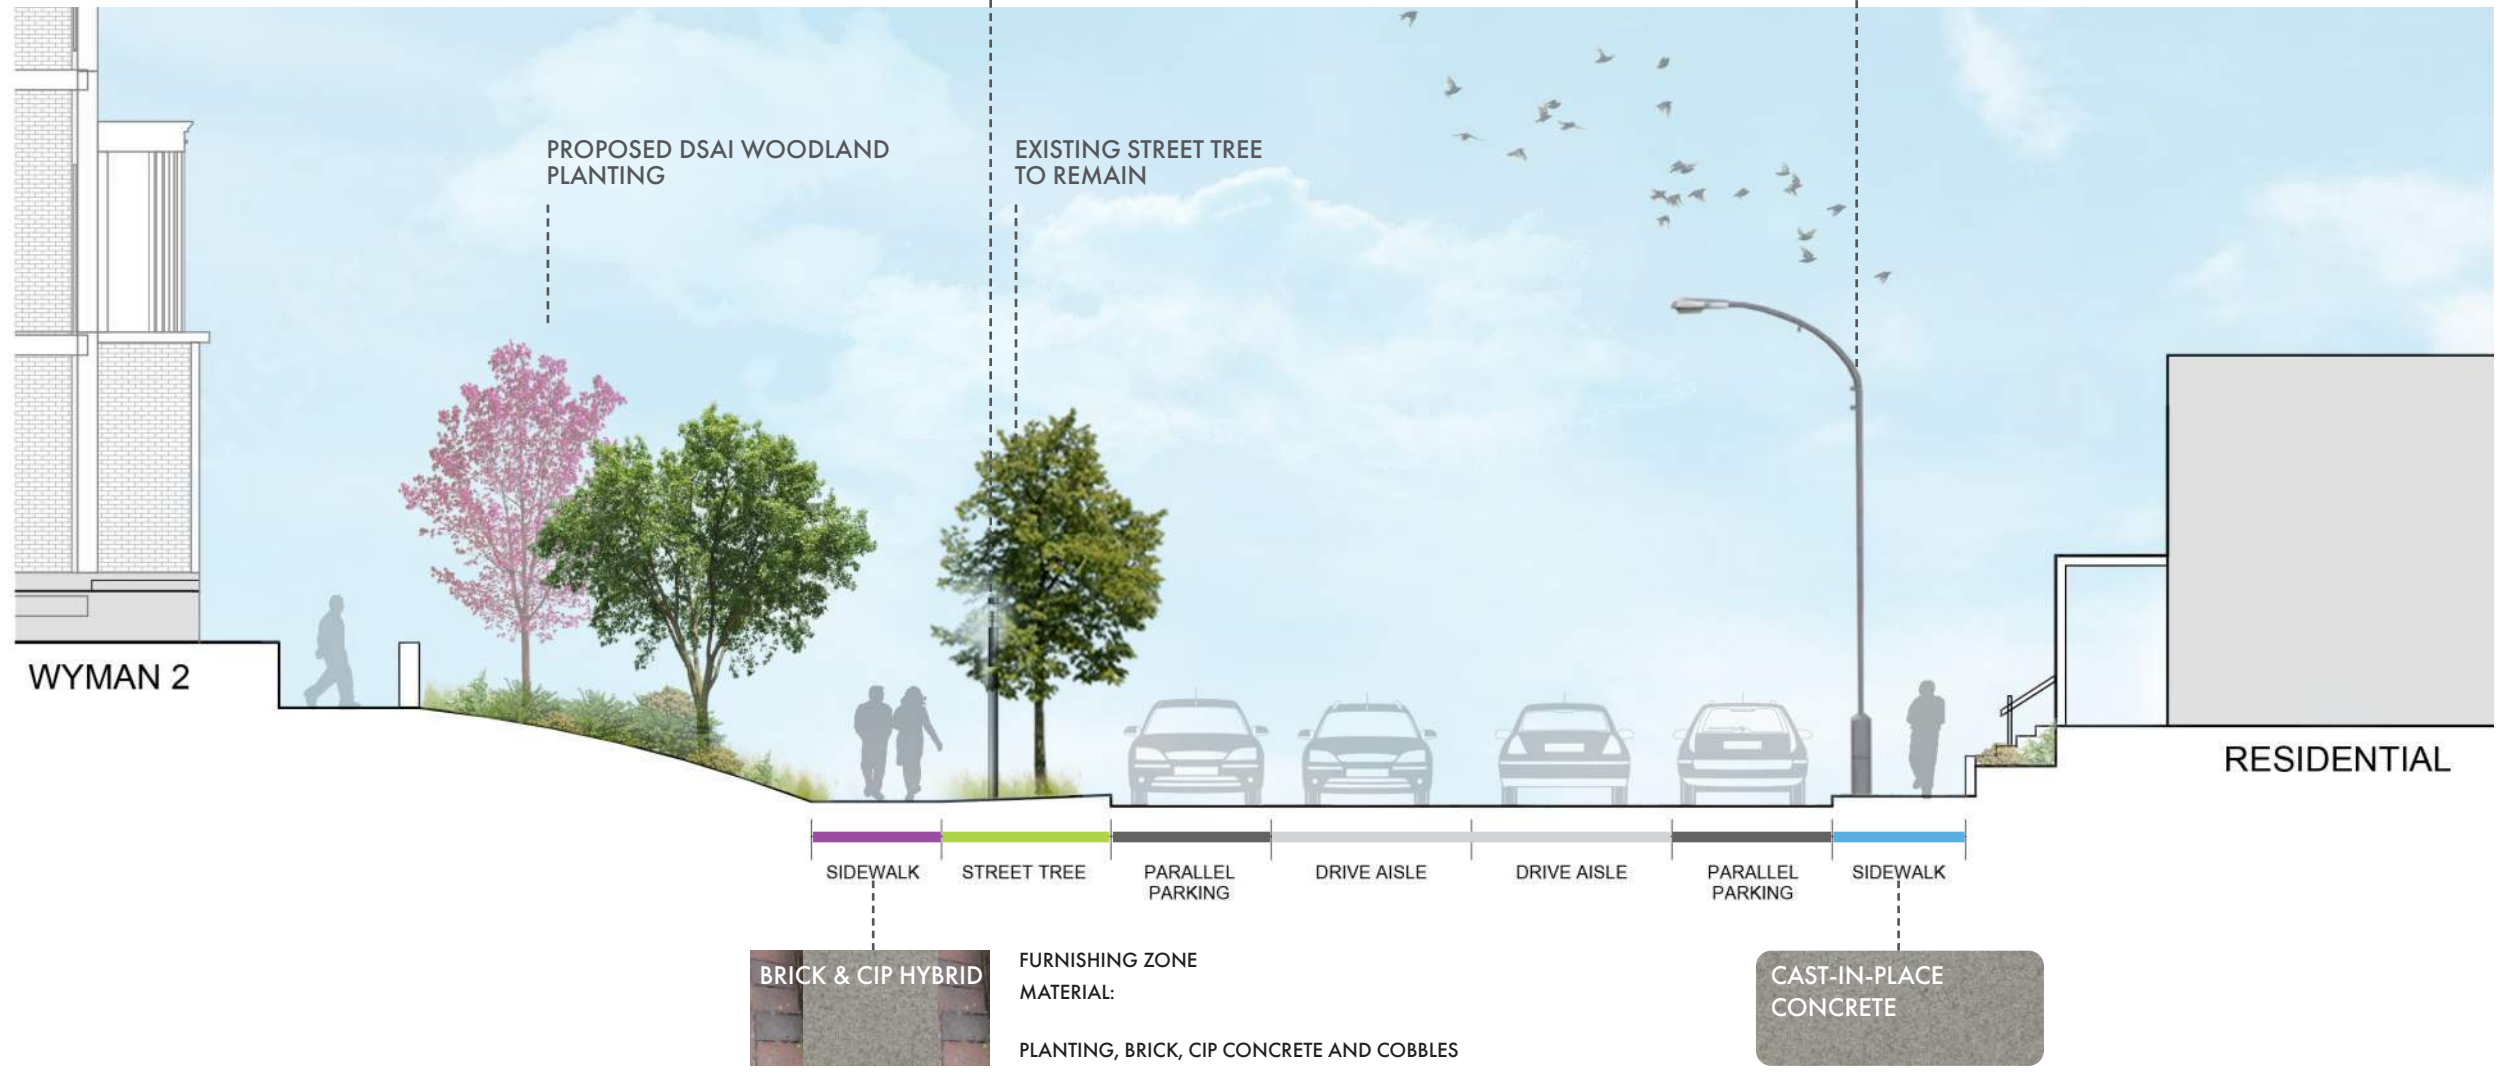 PROPOSED DSAI WOODLAND
PLANTING
EXISTING STREET TREE
TO REMAIN
WYMAN 2
RESIDENTIAL
SIDEWALK
STREET TREE
PARALLEL
PARKING
DRIVE AISLE
DRIVE AISLE
PARALLEL
PARKING
SIDEWALK
BRICK & CIP HYBRID
FURNISHING ZONE
MATERIAL:
PLANTING, BRICK, CIP CONCRETE AND COBBLES
CAST-IN-PLACE
CONCRETE